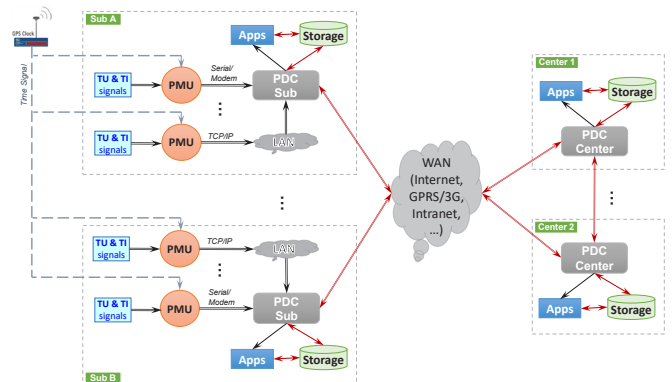 GPS Clock
Time Signal
Sub A
Apps
Storage
TU & TI
signals
PMU
Serial/
Modem
PDC
Sub
...
TU & TI
signals
PMU
TCP/IP
LAN
...
TU & TI
signals
PMU
TCP/IP
LAN
...
TU & TI
signals
PMU
Serial/
Modem
PDC
Sub
Apps
Storage
Sub B
WAN
(Internet,
GPRS/3G,
Intranet,
...)
Center 1
Apps
Storage
PDC
Center
...
Center 2
PDC
Center
Apps
Storage